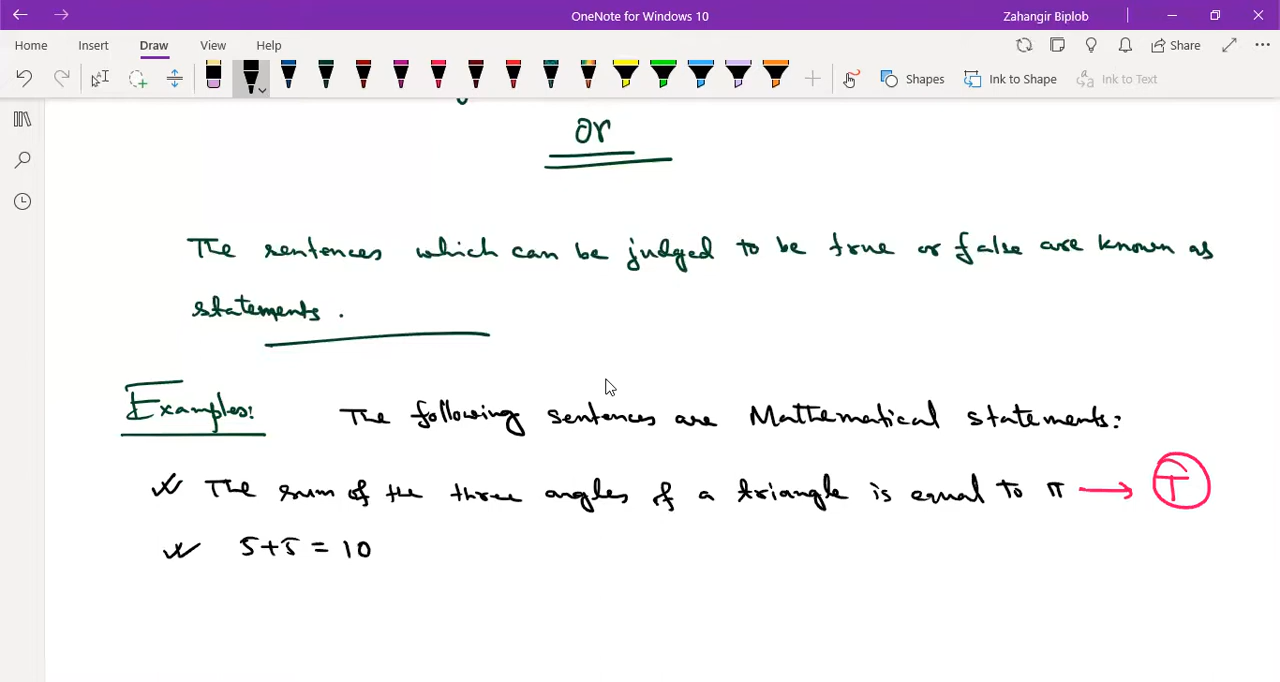 OneNote for Windows 10
Zahangir Biplob
Home Insert Draw View Help
Share
Shapes Ink to Shape Ink to Text
or
The sentences which can be judged to be true or false are known as
statements.
Examples: The following sentences are Mathematical statements:
The sum of the three angles of a triangle is equal to π → T
5+5 = 10